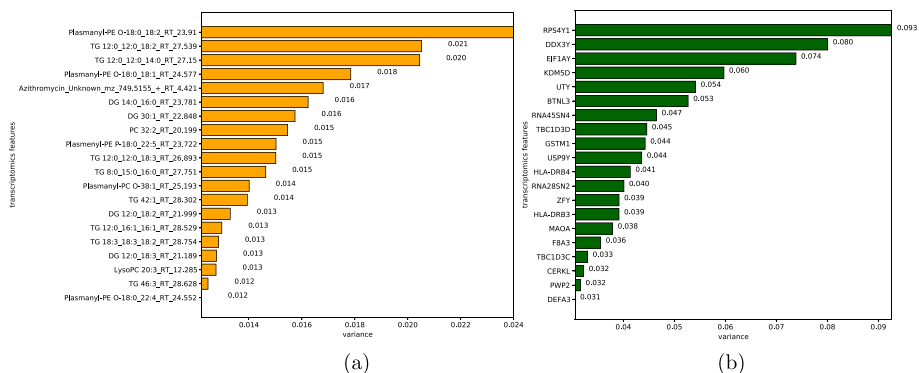 transcriptomics features
Plasmanyl-PE O-18:0_18:2_RT_23.91
TG 12:0_12:0_18:2_RT_27.539 0.021
TG 12:0_12:0_14:0_RT_27.15 0.020
Plasmanyl-PE O-18:0_18:1_RT_24.577 0.018
Azithromycin_Unknown_mz_749.5155_+_RT_4.421 0.017
DG 14:0_16:0_RT_23.781 0.016
DG 30:1_RT_22.848 0.016
PC 32:2_RT_20.199 0.015
Plasmenyl-PE P-18:0_22:5_RT_23.722 0.015
TG 12:0_12:0_18:3_RT_26.893 0.015
TG 8:0_15:0_16:0_RT_27.751 0.015
Plasmanyl-PC O-38:1_RT_25.193 0.014
TG 42:1_RT_28.302 0.014
DG 12:0_18:2_RT_21.999 0.013
TG 12:0_16:1_16:1_RT_28.529 0.013
TG 18:3_18:3_18:2_RT_28.754 0.013
DG 12:0_18:3_RT_21.189 0.013
LysoPC 20:3_RT_12.285 0.013
TG 46:3_RT_28.628 0.012
Plasmanyl-PE O-18:0_22:4_RT_24.552 0.012
0.014 0.016 0.018 0.020 0.022 0.024
variance
(a)
transcriptomics features
RPS4Y1 0.093
DDX3Y 0.080
EIF1AY 0.074
KDM5D 0.060
UTY 0.054
BTNL3 0.053
RNA45SN4 0.047
TBC1D3D 0.045
GSTM1 0.044
USP9Y 0.044
HLA-DRB4 0.041
RNA28SN2 0.040
ZFY 0.039
HLA-DRB3 0.039
MAOA 0.038
F8A3 0.036
TBC1D3C 0.033
CERKL 0.032
PWP2 0.032
DEFA3 0.031
0.04 0.05 0.06 0.07 0.08 0.09
variance
(b)